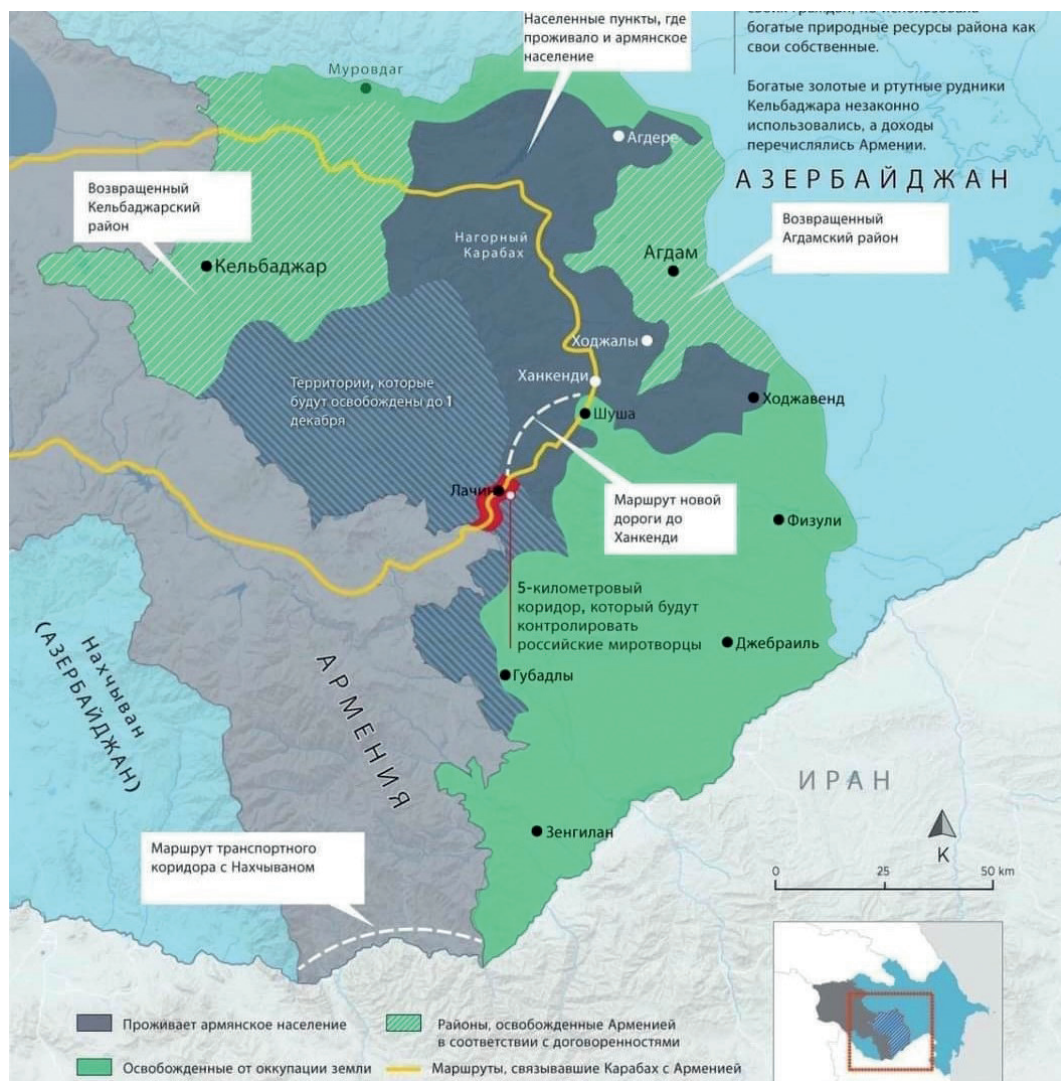 Населенные пункты, где
проживало и армянское
население
богатые природные ресурсы района как
свои собственные.
Богатые золотые и ртутные рудники
Кельбаджара незаконно
использовались, а доходы
перечислялись Армении.
Муровдаг
Агдере
АЗЕРБАЙДЖАН
Возвращенный
Кельбаджарский
район
Возвращенный
Агдамский район
Нагорный
Карабах
Агдам
Кельбаджар
Ходжалы
Ханкенди
Территории, которые
будут освобождены до 1
декабря
Шуша
Ходжавенд
Лачин
Маршрут новой
дороги до
Ханкенди
Физули
5-километровый
коридор, который будут
контролировать
российские миротворцы
Джебраиль
Губадлы
Нахчыван
(АЗЕРБАЙДЖАН)
АРМЕНИЯ
ИРАН
Зенгилан
K
Маршрут транспортного
коридора с Нахчываном
0 25 50 km
Проживает армянское население
Районы, освобожденные Арменией
в соответствии с договоренностями
Освобожденные от оккупации земли
Маршруты, связывавшие Карабах с Арменией